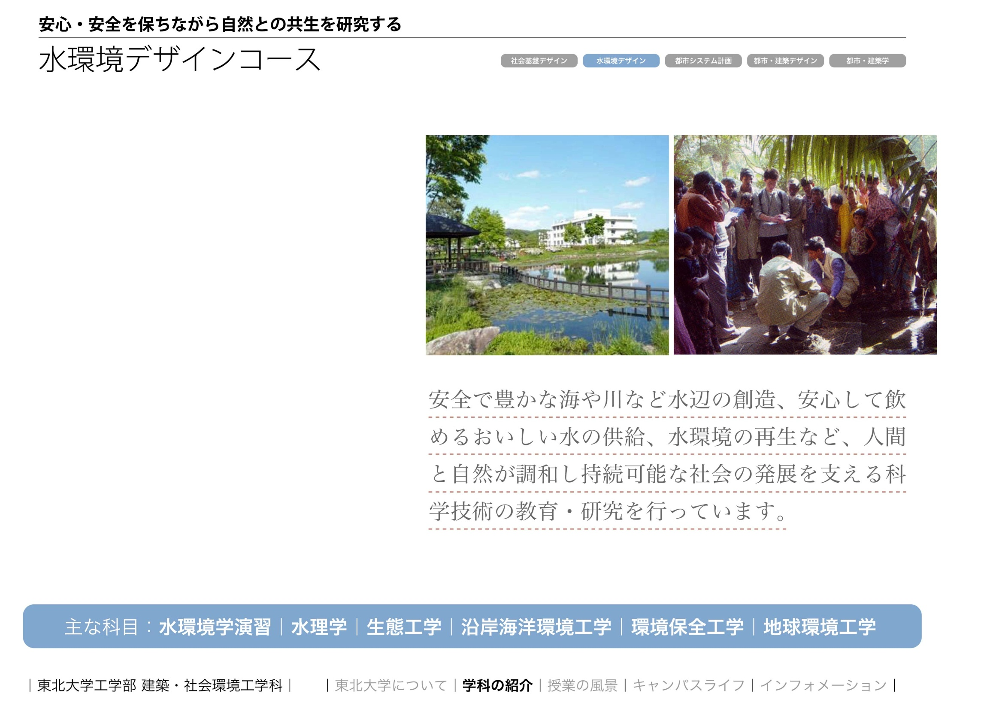 安心・安全を保ちながら自然との共生を研究する
水環境デザインコース
社会基盤デザイン 水環境デザイン 都市システム計画 都市・建築デザイン 都市・建築学
安全で豊かな海や川など水辺の創造、安心して飲
めるおいしい水の供給、水環境の再生など、人間
と自然が調和し持続可能な社会の発展を支える科
学技術の教育・研究を行っています。
主な科目：水環境学演習｜水理学｜生態工学｜沿岸海洋環境工学｜環境保全工学｜地球環境工学
｜東北大学工学部 建築・社会環境工学科｜ ｜東北大学について｜学科の紹介｜授業の風景｜キャンパスライフ｜インフォメーション｜